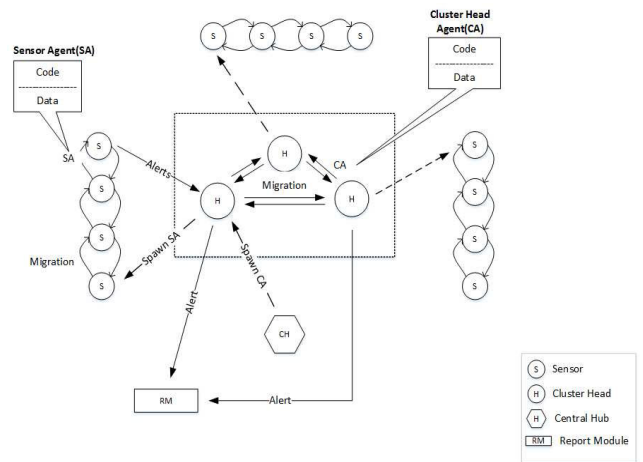 Cluster Head
Agent(CA)
Code
Data
Sensor Agent(SA)
Code
Data
S S S S
SA
S
Alerts
H
CA
S
H
Migration
H
S
S
S
S
S
Migration
S
Spawn SA
Spawn CA
S
Alert
CH
RM
Alert
S Sensor
H Cluster Head
H Central Hub
RM Report Module